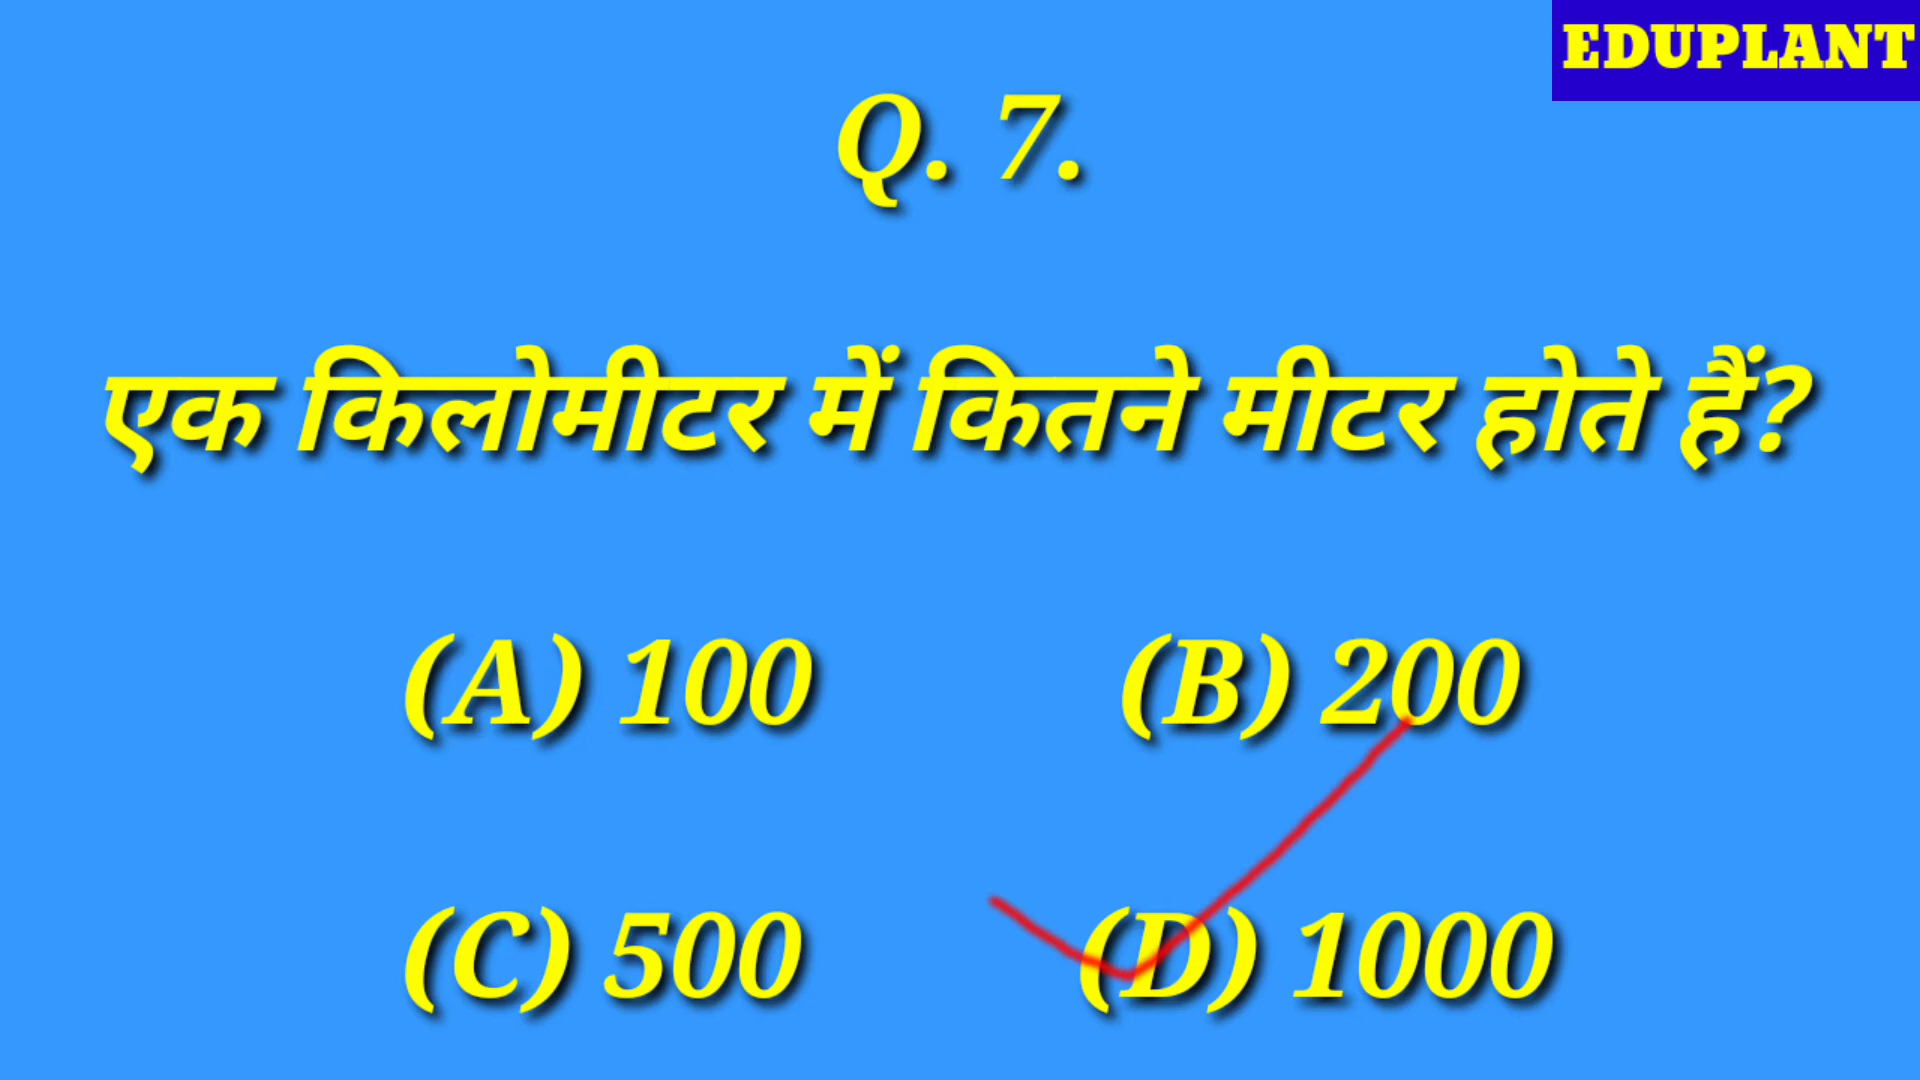 EDUPLANT
Q. 7.
एक किलोमीटर में कितने मीटर होते हैं?
(A) 100 (B) 200
(C) 500 (D) 1000